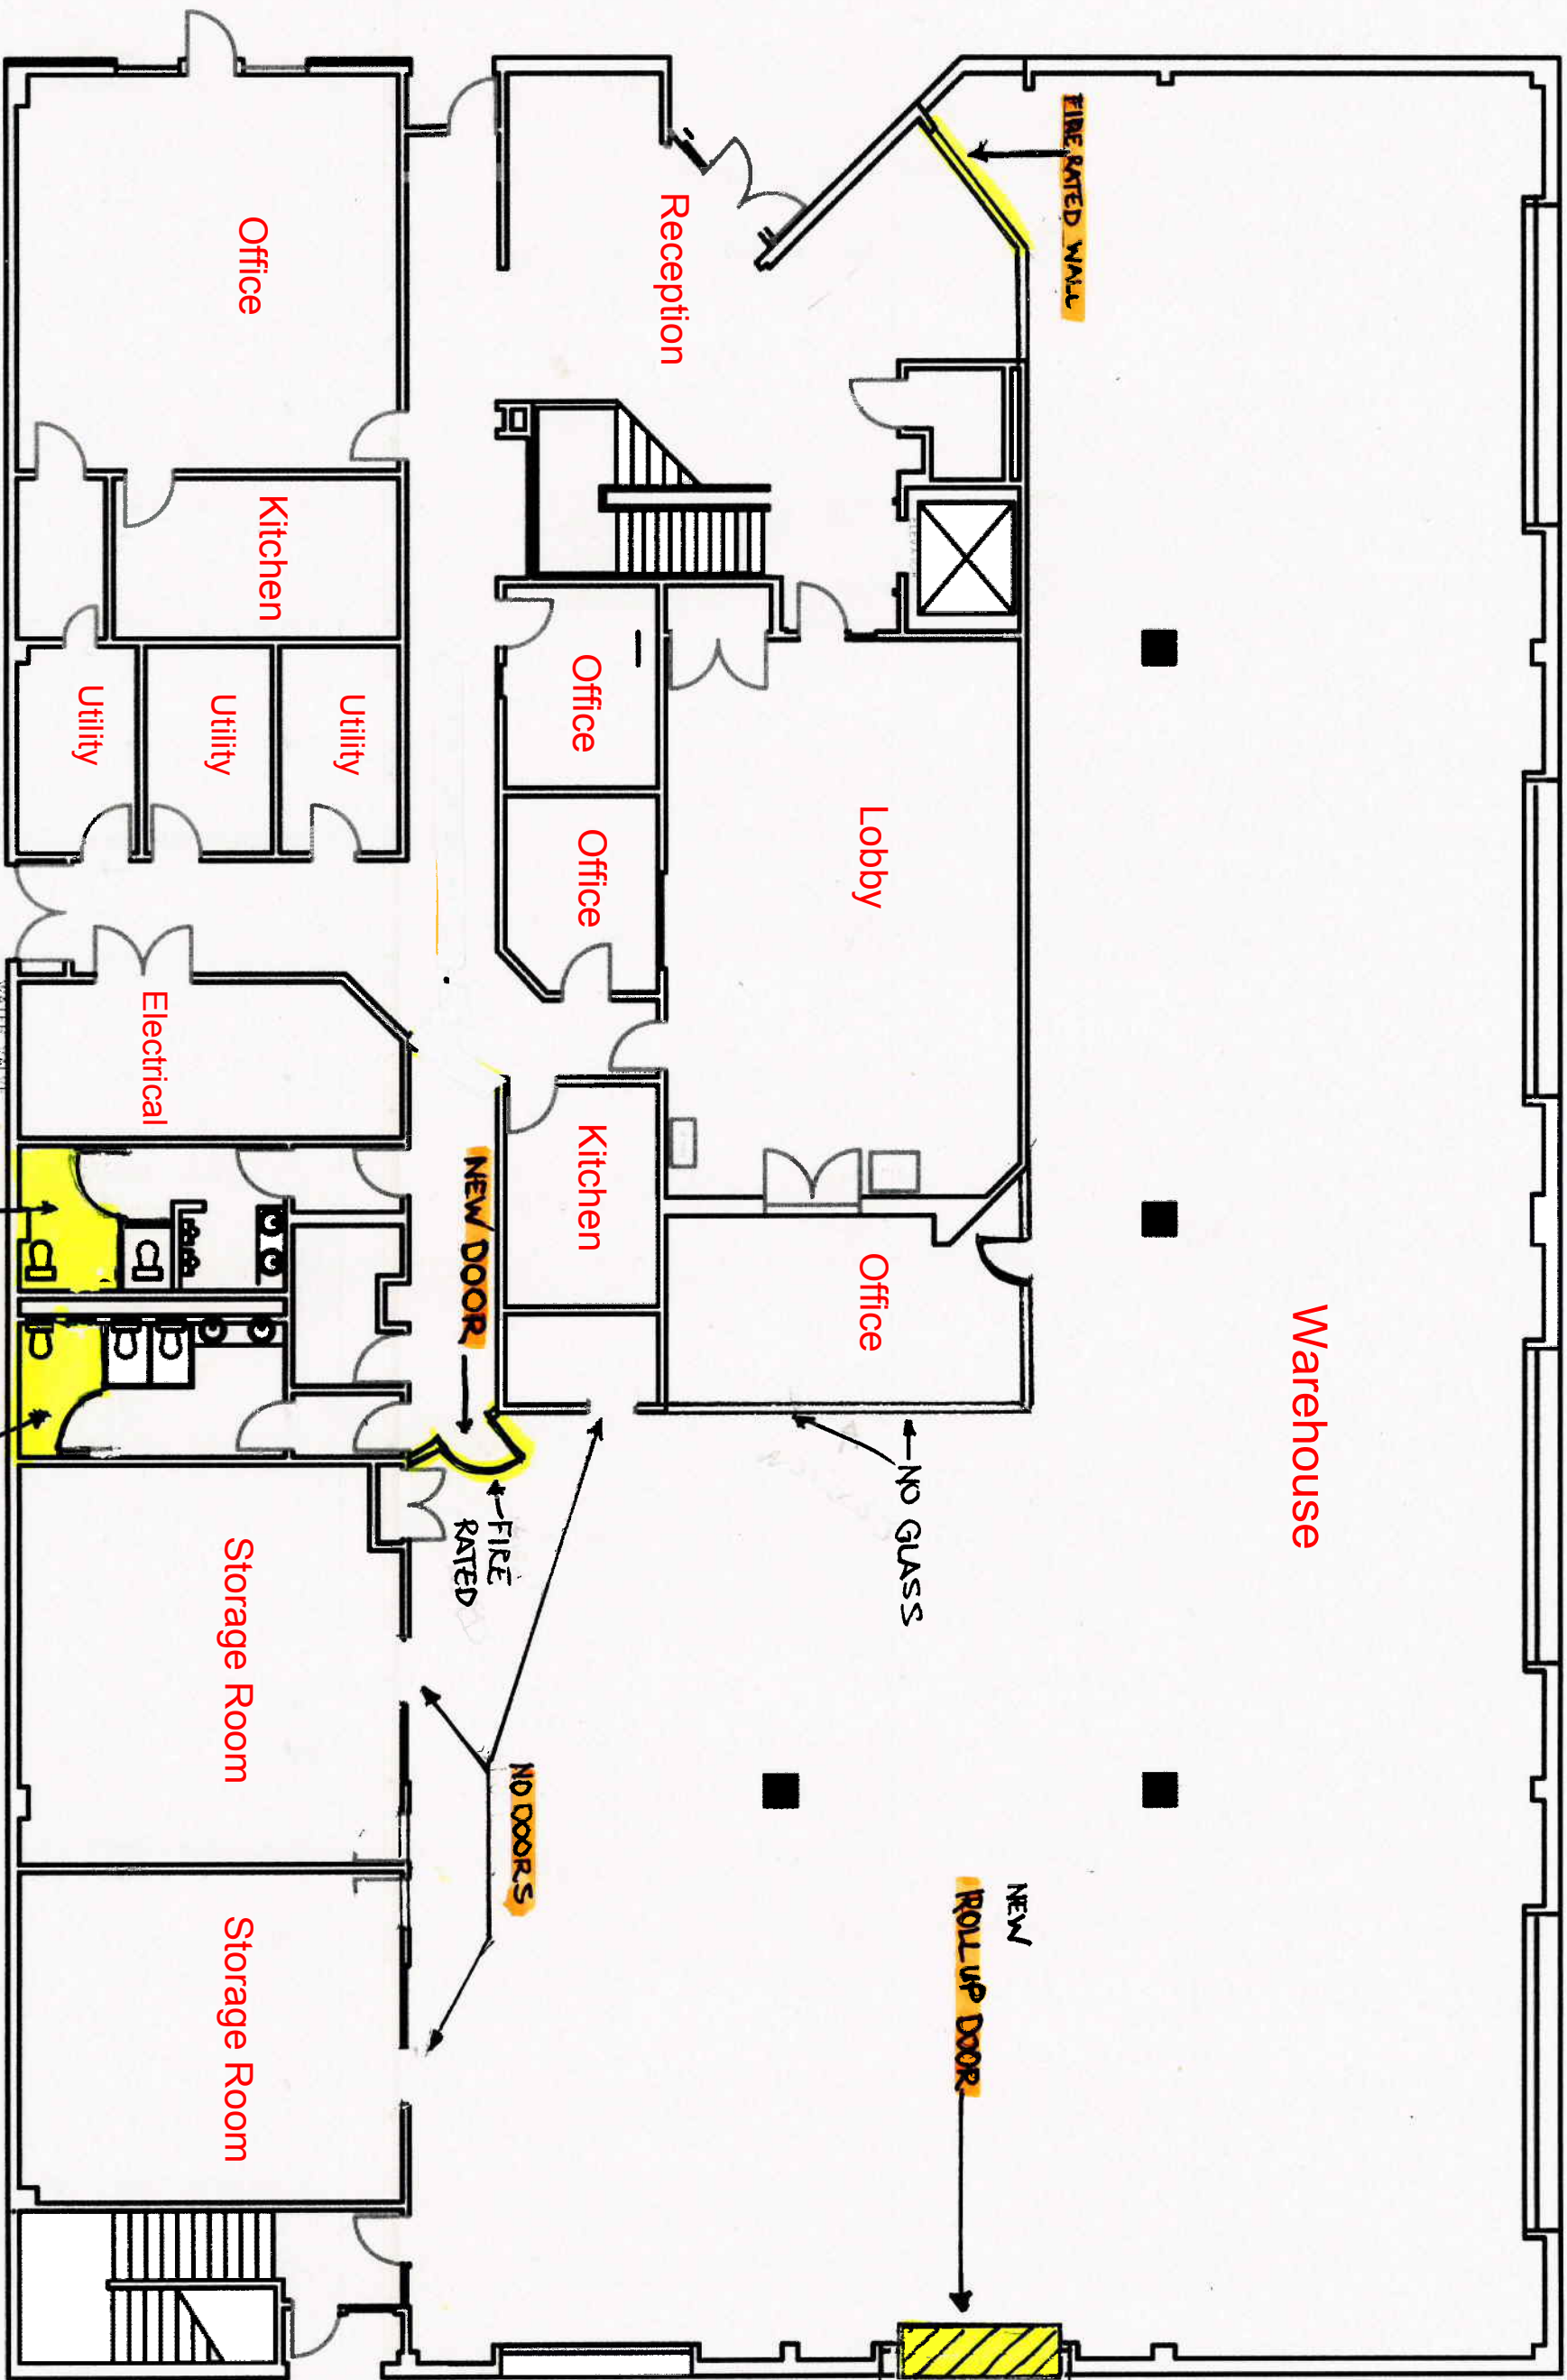 FIRE RATED WALL
Warehouse
NEW
ROLL UP DOOR
Lobby
Office
NO GLASS
Reception
Office
Office
Kitchen
NEW DOOR
FIRE
RATED
NO DOORS
Office
Kitchen
Utility
Utility
Utility
Electrical
Storage Room
Storage Room